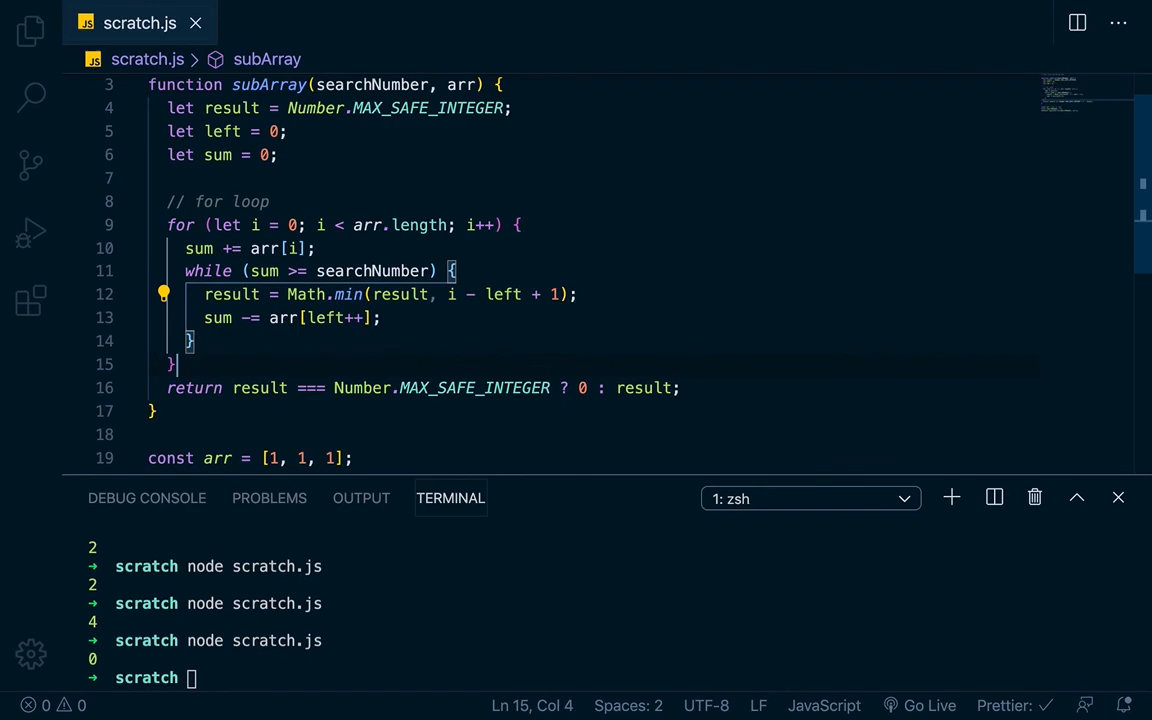 JS scratch.js ×
JS scratch.js > subArray
3 function subArray(searchNumber, arr) {
4 let result = Number.MAX_SAFE_INTEGER;
5 let left = 0;
6 let sum = 0;
7
8 // for loop
9 for (let i = 0; i < arr.length; i++) {
10 sum += arr[i];
11 while (sum >= searchNumber) {
12 result = Math.min(result, i - left + 1);
13 sum -= arr[left++];
14 }
15 }
16 return result === Number.MAX_SAFE_INTEGER ? 0 : result;
17 }
18
19 const arr = [1, 1, 1];
DEBUG CONSOLE PROBLEMS OUTPUT TERMINAL 1: zsh
2
→ scratch node scratch.js
2
→ scratch node scratch.js
4
→ scratch node scratch.js
0
→ scratch
0 0 Ln 15, Col 4 Spaces: 2 UTF-8 LF JavaScript Go Live Prettier: ✓